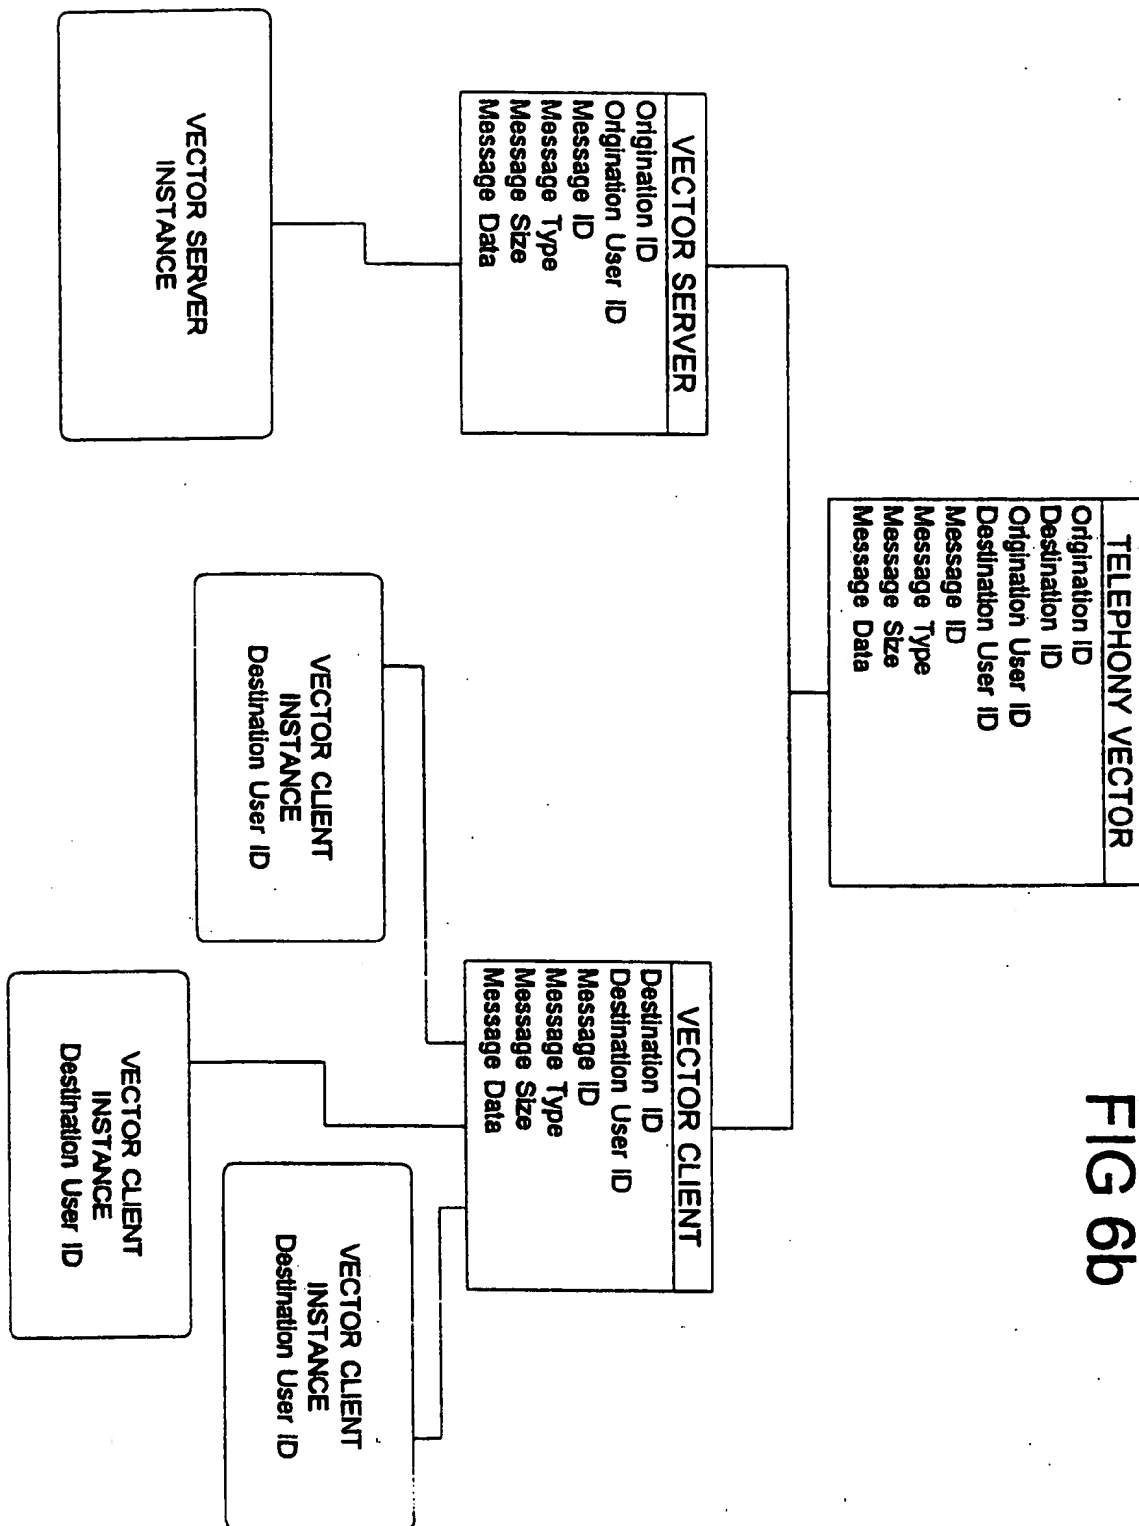 FIG 6b
TELEPHONY VECTOR
Origination ID
Destination ID
Origination User ID
Destination User ID
Message ID
Message Type
Message Size
Message Data
VECTOR SERVER
Origination ID
Origination User ID
Message ID
Message Type
Message Size
Message Data
VECTOR CLIENT
Destination ID
Destination User ID
Message ID
Message Type
Message Size
Message Data
VECTOR SERVER
INSTANCE
VECTOR CLIENT
INSTANCE
Destination User ID
VECTOR CLIENT
INSTANCE
Destination User ID
VECTOR CLIENT
INSTANCE
Destination User ID